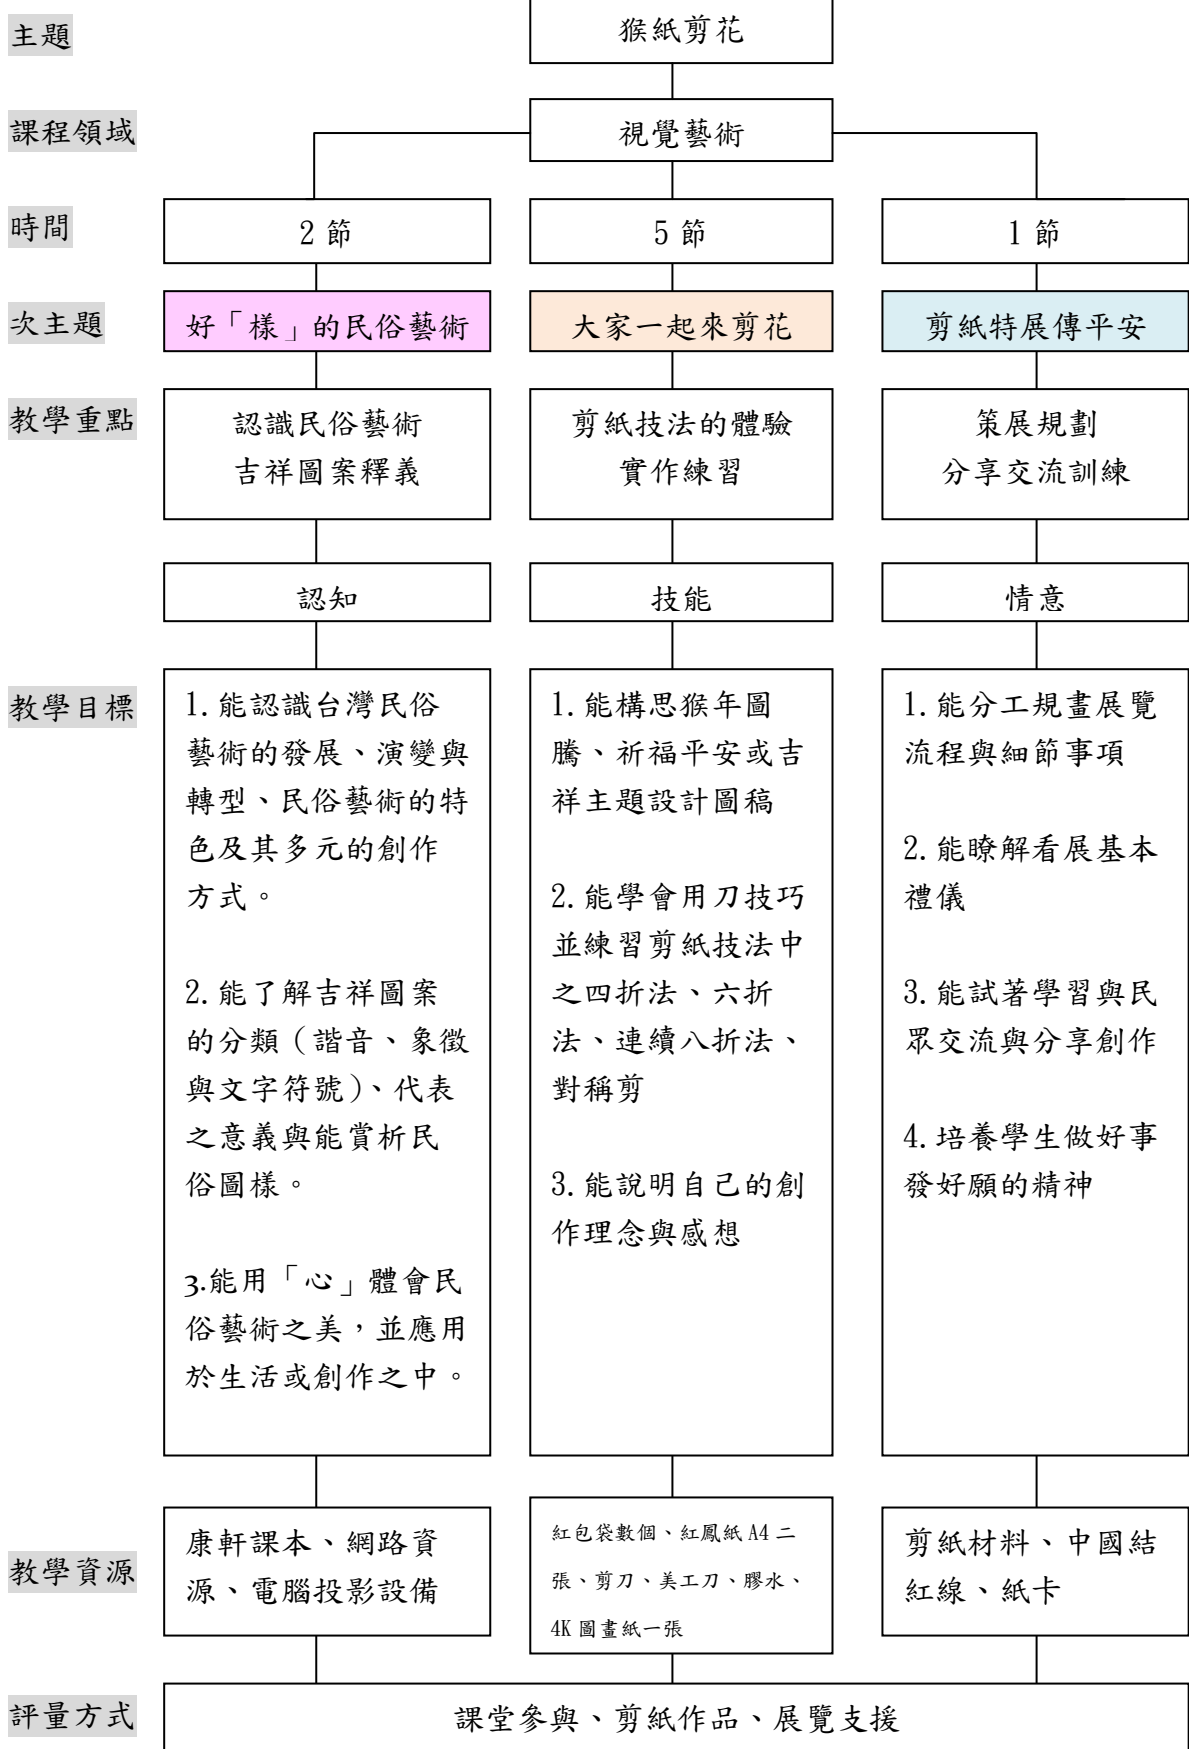 主題
猴紙剪花
課程領域
視覺藝術
時間
2 節
5 節
1 節
次主題
好「樣」的民俗藝術
大家一起來剪花
剪紙特展傳平安
教學重點
認識民俗藝術
吉祥圖案釋義
剪紙技法的體驗
實作練習
策展規劃
分享交流訓練
認知
技能
情意
教學目標
1. 能認識台灣民俗
藝術的發展、演變與
轉型、民俗藝術的特
色及其多元的創作
方式。
2. 能了解吉祥圖案
的分類（諧音、象徵
與文字符號）、代表
之意義與能賞析民
俗圖樣。
3.能用「心」體會民
俗藝術之美，並應用
於生活或創作之中。
1. 能構思猴年圖
騰、祈福平安或吉
祥主題設計圖稿
2. 能學會用刀技巧
並練習剪紙技法中
之四折法、六折
法、連續八折法、
對稱剪
3. 能說明自己的創
作理念與感想
1. 能分工規畫展覽
流程與細節事項
2. 能瞭解看展基本
禮儀
3. 能試著學習與民
眾交流與分享創作
4. 培養學生做好事
發好願的精神
教學資源
康軒課本、網路資
源、電腦投影設備
紅包袋數個、紅鳳紙 A4 二
張、剪刀、美工刀、膠水、
4K 圖畫紙一張
剪紙材料、中國結
紅線、紙卡
評量方式
課堂參與、剪紙作品、展覽支援